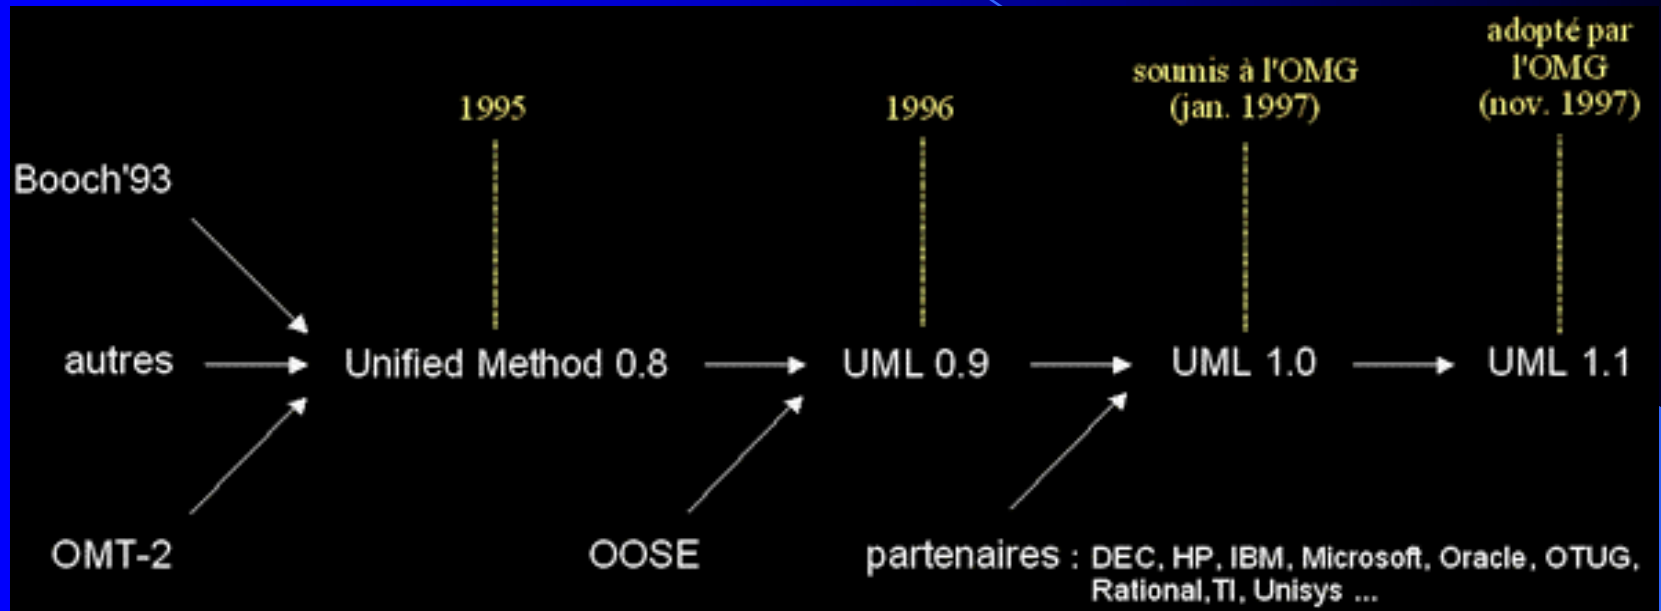 adopté par
l'OMG
(nov. 1997)
soumis à l'OMG
(jan. 1997)
1995
1996
Booch'93
autres
Unified Method 0.8
UML 0.9
UML 1.0
UML 1.1
OMT-2
OOSE
partenaires : DEC, HP, IBM, Microsoft, Oracle, OTUG,
Rational,TI, Unisys ...